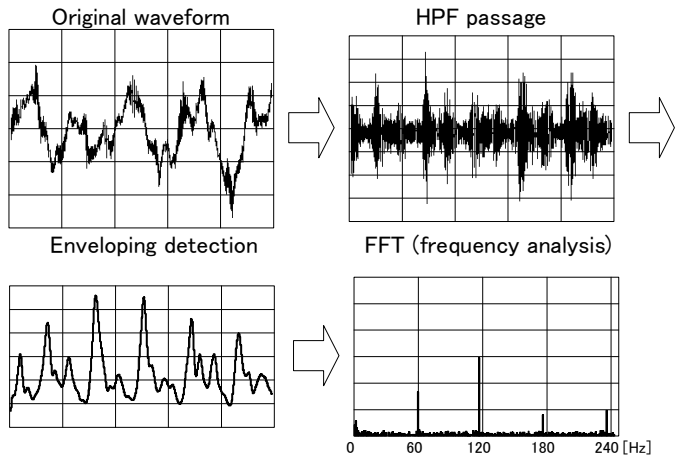 Original waveform
HPF passage
Enveloping detection
FFT (frequency analysis)
0 60 120 180 240 [Hz]